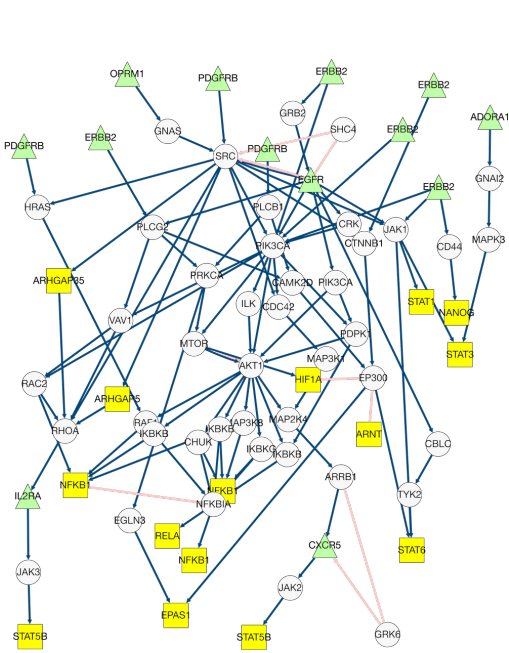 OPRM1
PDGFRB
ERBB2
ERBB2
GRB2
ADORA1
GNAS
SHC4
ERBB2
ERBB2
PDGFRB
PDGFRB
SRC
EGFR
GNAI2
ERBB2
HRAS
PLCB1
PLCG2
CRK
JAK1
CTNNB1
PIK3CA
CD44
MAPK3
ARHGAP35
PRKCA
CAMK2D
PIK3CA
STAT1
ILK
CDC42
NANOG
VAV1
PDPK1
MTOR
STAT3
MAP3K1
AKT1
RAC2
HIF1A
EP300
ARHGAP5
MAP2K4
RHOA
IKBKB
IKBKB
ARNT
CHUK
IKBKG
IKBKB
CBLC
NFKB1
NFKB1
ARRB1
IL2RA
TYK2
NFKBIA
EGLN3
RELA
CXCR5
STAT6
NFKB1
JAK3
JAK2
EPAS1
STAT5B
STAT5B
GRK6